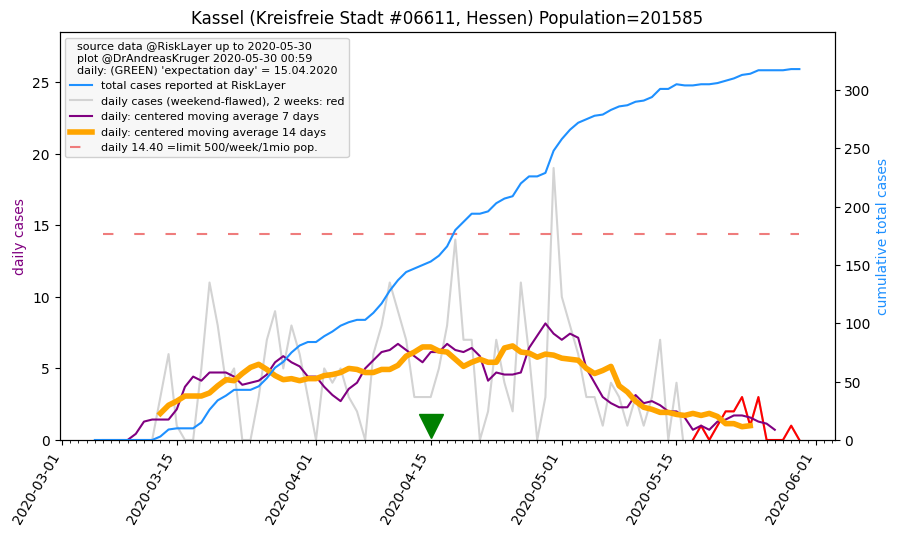 Kassel (Kreisfreie Stadt #06611, Hessen) Population=201585
source data @RiskLayer up to 2020-05-30
plot @DrAndreasKruger 2020-05-30 00:59
daily: (GREEN) 'expectation day' = 15.04.2020
total cases reported at RiskLayer
daily cases (weekend-flawed), 2 weeks: red
daily: centered moving average 7 days
daily: centered moving average 14 days
daily 14.40 =limit 500/week/1mio pop.
daily cases
25
20
15
10
5
0
cumulative total cases
300
250
200
150
100
50
0
2020-03-01
2020-03-15
2020-04-01
2020-04-15
2020-05-01
2020-05-15
2020-06-01